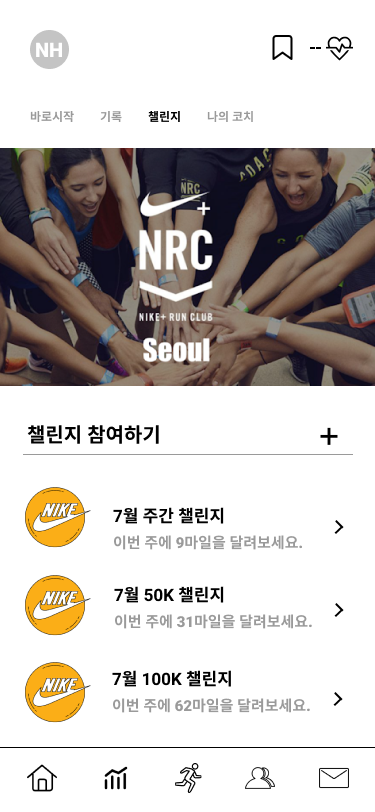 NH
--
바로시작 기록 챌린지 나의 코치
COAC
NRC
+
NRC
NIKE+ RUN CLUB
Seoul
챌린지 참여하기 +
NIKE
7월 주간 챌린지
이번 주에 9마일을 달려보세요.
NIKE
7월 50K 챌린지
이번 주에 31마일을 달려보세요.
NIKE
7월 100K 챌린지
이번 주에 62마일을 달려보세요.